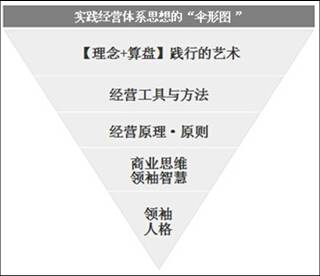 实践经营体系思想的“伞形图 ”
【理念+算盘】践行的艺术
经营工具与方法
经营原理·原则
商业思维
领袖智慧
领袖
人格